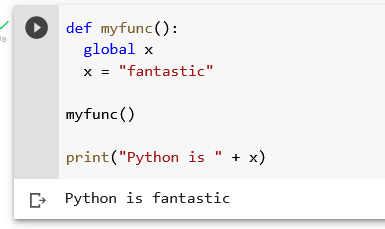 def myfunc():
  global x
  x = "fantastic"

myfunc()

print("Python is " + x)
Python is fantastic